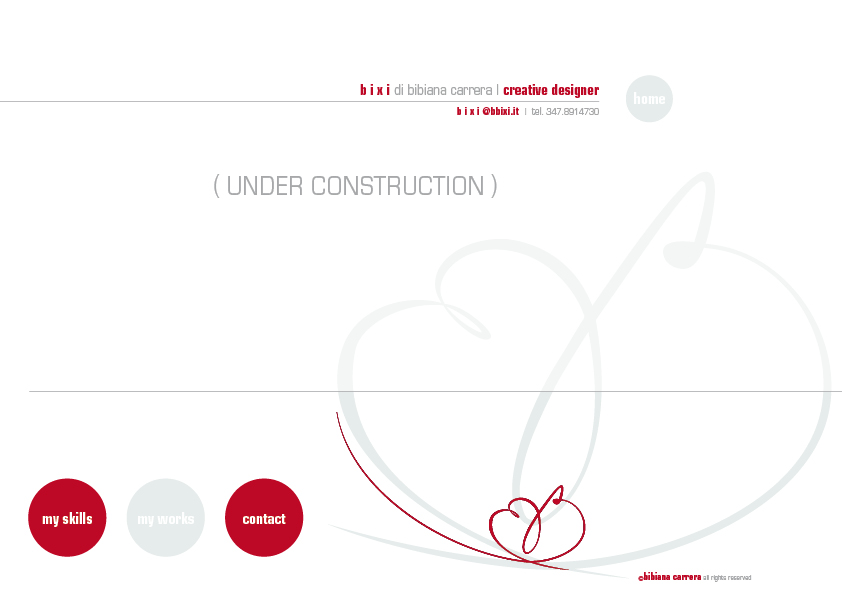 b i x i di bibiana carrera | creative designer
home
b i x i @bbixi.it | tel. 347.8914730
( UNDER CONSTRUCTION )
my skills
my works
contact
©bibiana carrera all rights reserved